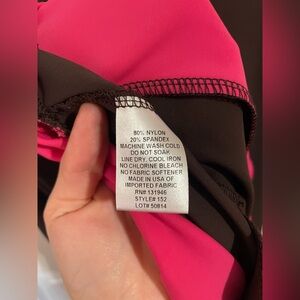 80% NYLON
20% SPANDEX
MACHINE WASH COLD
DO NOT SOAK
LINE DRY, COOL IRON
NO CHLORINE BLEACH
NO FABRIC SOFTENER
MADE IN USA OF
IMPORTED FABRIC
RN# 131946
STYLE# 152
LOT# 50814